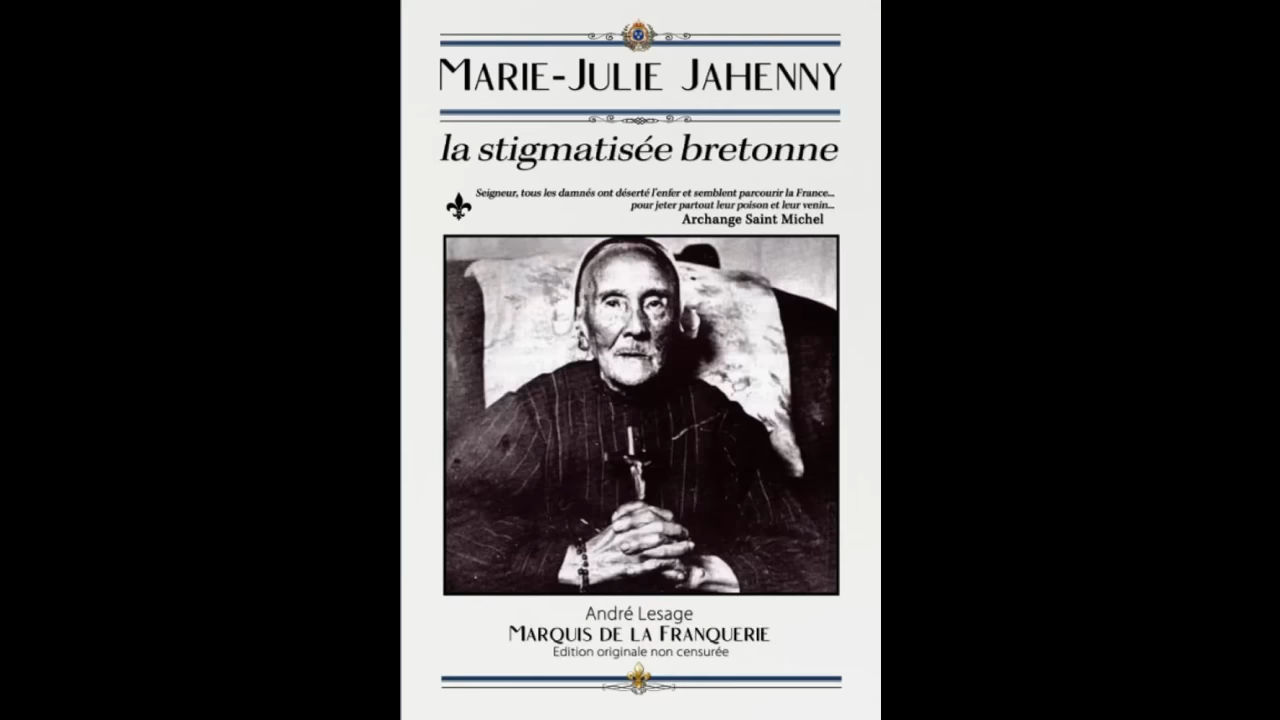 MARIE-JULIE JAHENNY
la stigmatisée bretonne
Seigneur, tous les damnés ont déserté l'enfer et semblent parcourir la France...
pour jeter partout leur poison et leur venin...
Archange Saint Michel
André Lesage
MARQUIS DE LA FRANQUERIE
Edition originale non censurée